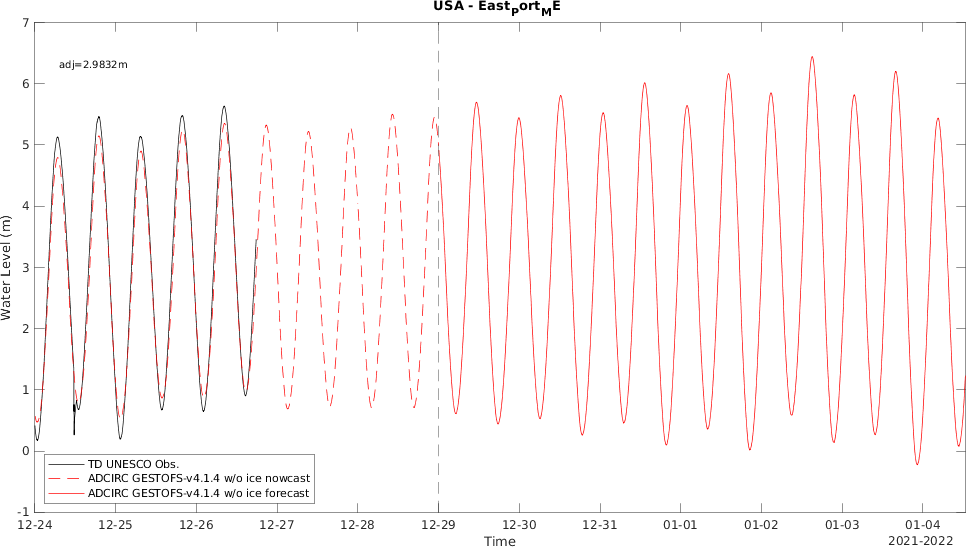 USA - EastPortME
7
adj=2.9832m
6
5
4
3
2
1
0
-1
Water Level (m)
TD UNESCO Obs.
ADCIRC GESTOFS-v4.1.4 w/o ice nowcast
ADCIRC GESTOFS-v4.1.4 w/o ice forecast
12-24 12-25 12-26 12-27 12-28 12-29 12-30 12-31 01-01 01-02 01-03 01-04
Time
2021-2022